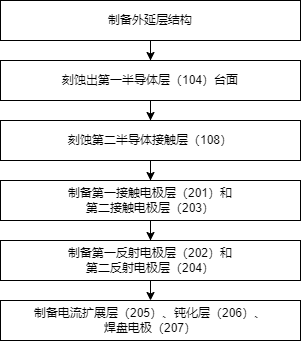 制备外延层结构
刻蚀出第一半导体层（104）台面
刻蚀第二半导体接触层（108）
制备第一接触电极层（201）和
第二接触电极层（203）
制备第一反射电极层（202）和
第二反射电极层（204）
制备电流扩展层（205）、钝化层（206）、
焊盘电极（207）